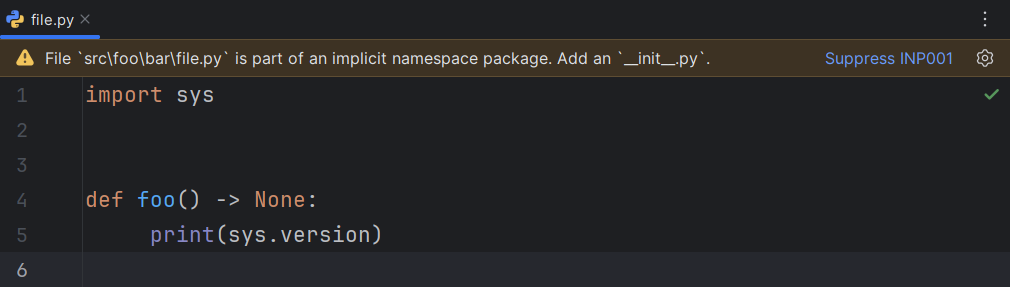 file.py
File `src\foo\bar\file.py` is part of an implicit namespace package. Add an `__init__.py`. Suppress INP001
1 import sys
2
3
4 def foo() -> None:
5 print(sys.version)
6